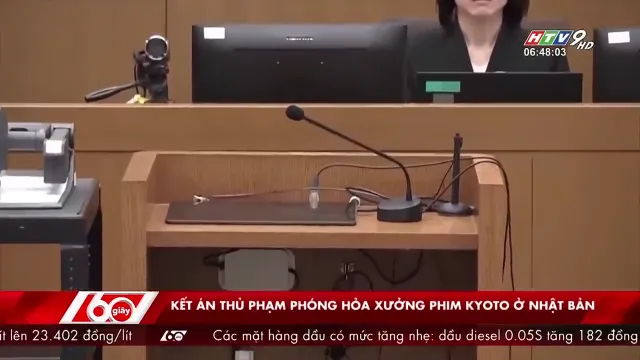 HTV9 HD
06:48:03
60 giây
KẾT ÁN THỦ PHẠM PHÓNG HỎA XƯỞNG PHIM KYOTO Ở NHẬT BẢN
ít lên 23.402 đồng/lít 60 giây Các mặt hàng dầu có mức tăng nhẹ: dầu diesel 0.05S tăng 182 đồng